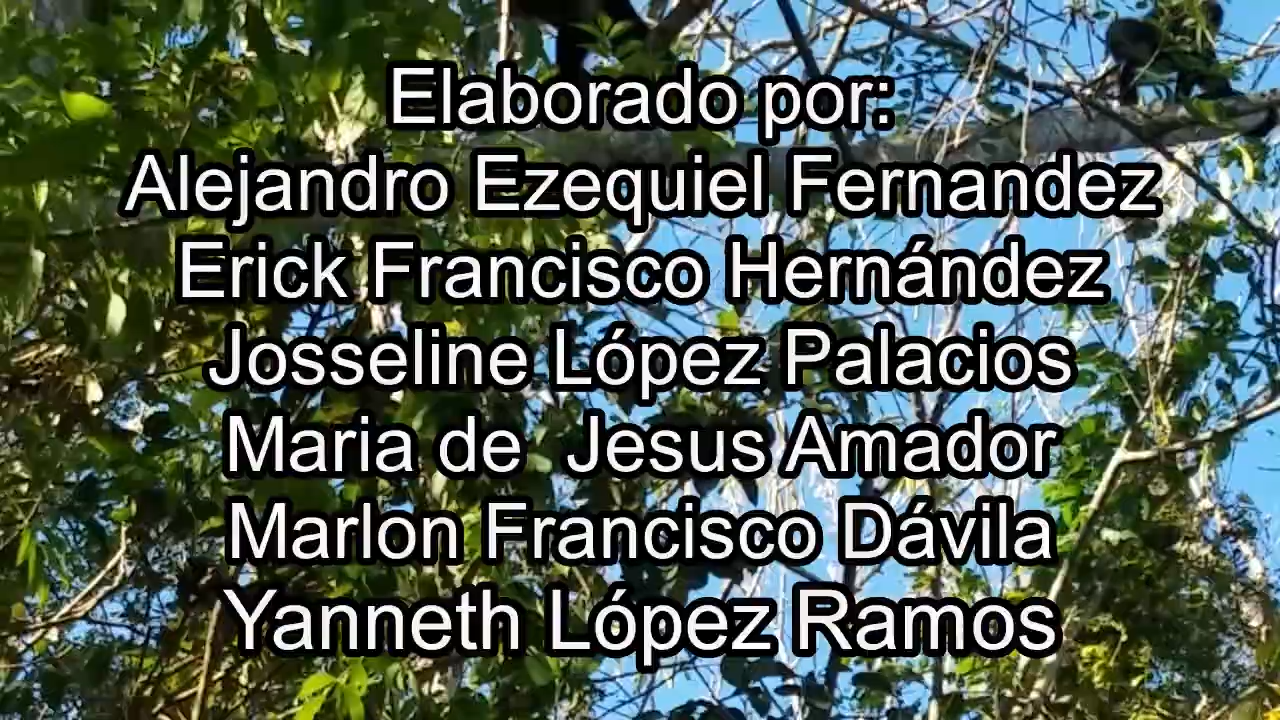 Elaborado por:
Alejandro Ezequiel Fernandez
Erick Francisco Hernández
Josseline López Palacios
Maria de  Jesus Amador
Marlon Francisco Dávila
Yanneth López Ramos